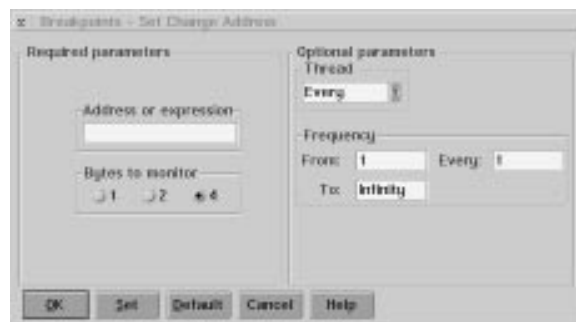 Breakpoints - Set Change Address
Required parameters
Address or expression
Bytes to monitor
1 2 4
Optional parameters
Thread
Every
Frequency
From: 1 Every: 1
To: Infinity
OK Set Default Cancel Help